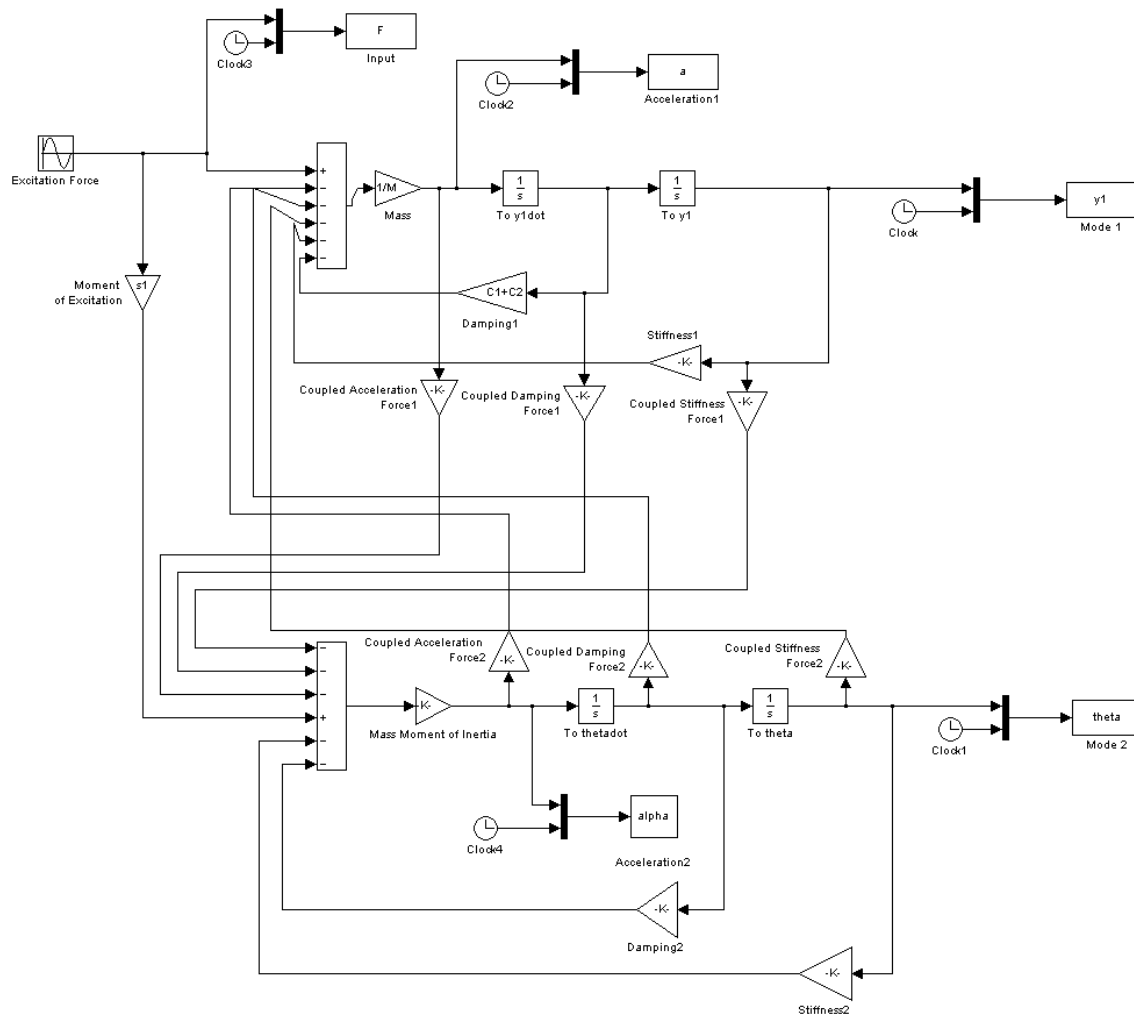 F
Input
Clock3
a
Acceleration1
Clock2
Excitation Force
+
−
−
−
−
−
1/M
Mass
1
s
To y1dot
1
s
To y1
Clock
y1
Mode 1
s1
Moment
of Excitation
C1+C2
Damping1
Stiffness1
-K-
Coupled Acceleration
Force1
-K-
Coupled Damping
Force1
-K-
Coupled Stiffness
Force1
-K-
Coupled Acceleration
Force2
-K-
Coupled Damping
Force2
-K-
Coupled Stiffness
Force2
-K-
−
−
−
+
−
−
K-
Mass Moment of Inertia
1
s
To thetadot
1
s
To theta
Clock1
theta
Mode 2
Clock4
alpha
Acceleration2
-K-
Damping2
-K-
Stiffness2